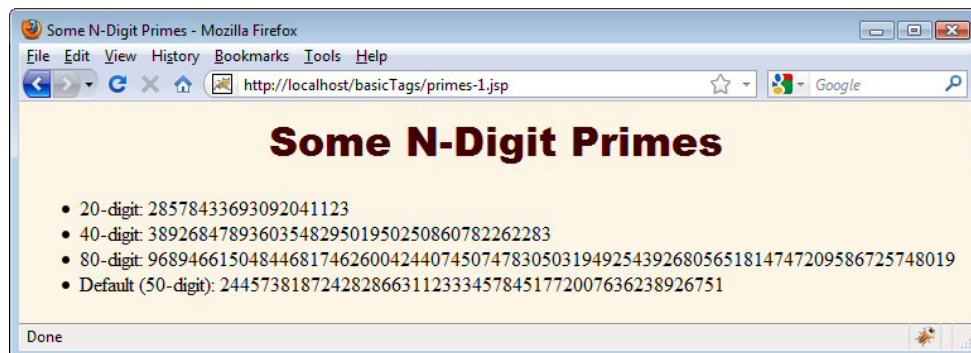 Some N-Digit Primes - Mozilla Firefox
File Edit View History Bookmarks Tools Help
http://localhost/basicTags/primes-1.jsp
Google
Some N-Digit Primes
• 20-digit: 28578433693092041123
• 40-digit: 3892684789360354829501950250860782262283
• 80-digit: 96894661504844681746260042440745074783050319492543926805651814747209586725748019
• Default (50-digit): 24457381872428286631123334578451772007636238926751
Done